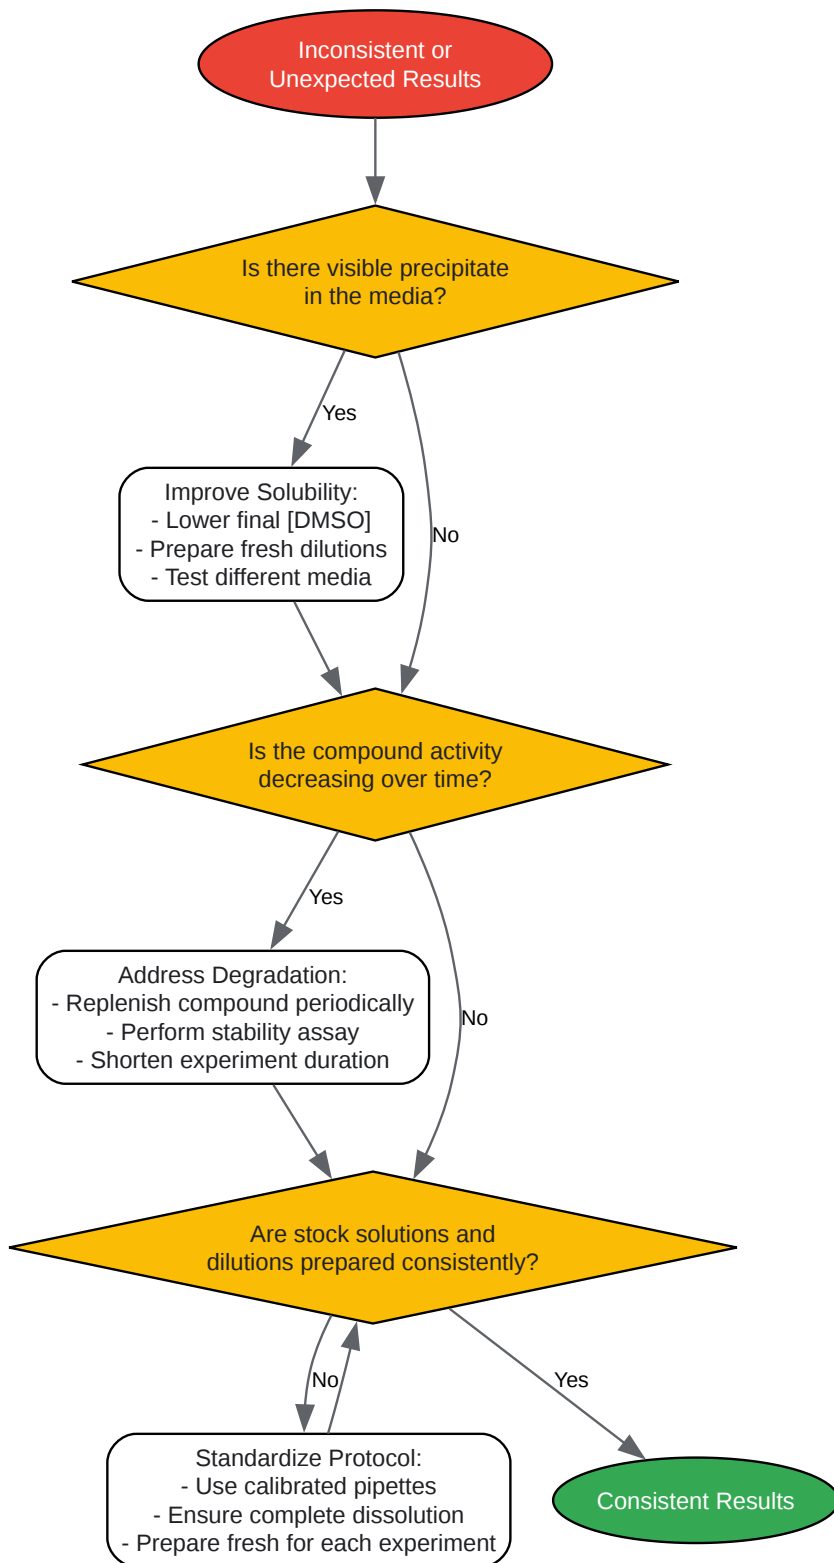 Inconsistent or
Unexpected Results
Is there visible precipitate
in the media?
Yes
Improve Solubility:
- Lower final [DMSO]
- Prepare fresh dilutions
- Test different media
No
Is the compound activity
decreasing over time?
Yes
Address Degradation:
- Replenish compound periodically
- Perform stability assay
- Shorten experiment duration
No
Are stock solutions and
dilutions prepared consistently?
No
Yes
Standardize Protocol:
- Use calibrated pipettes
- Ensure complete dissolution
- Prepare fresh for each experiment
Consistent Results